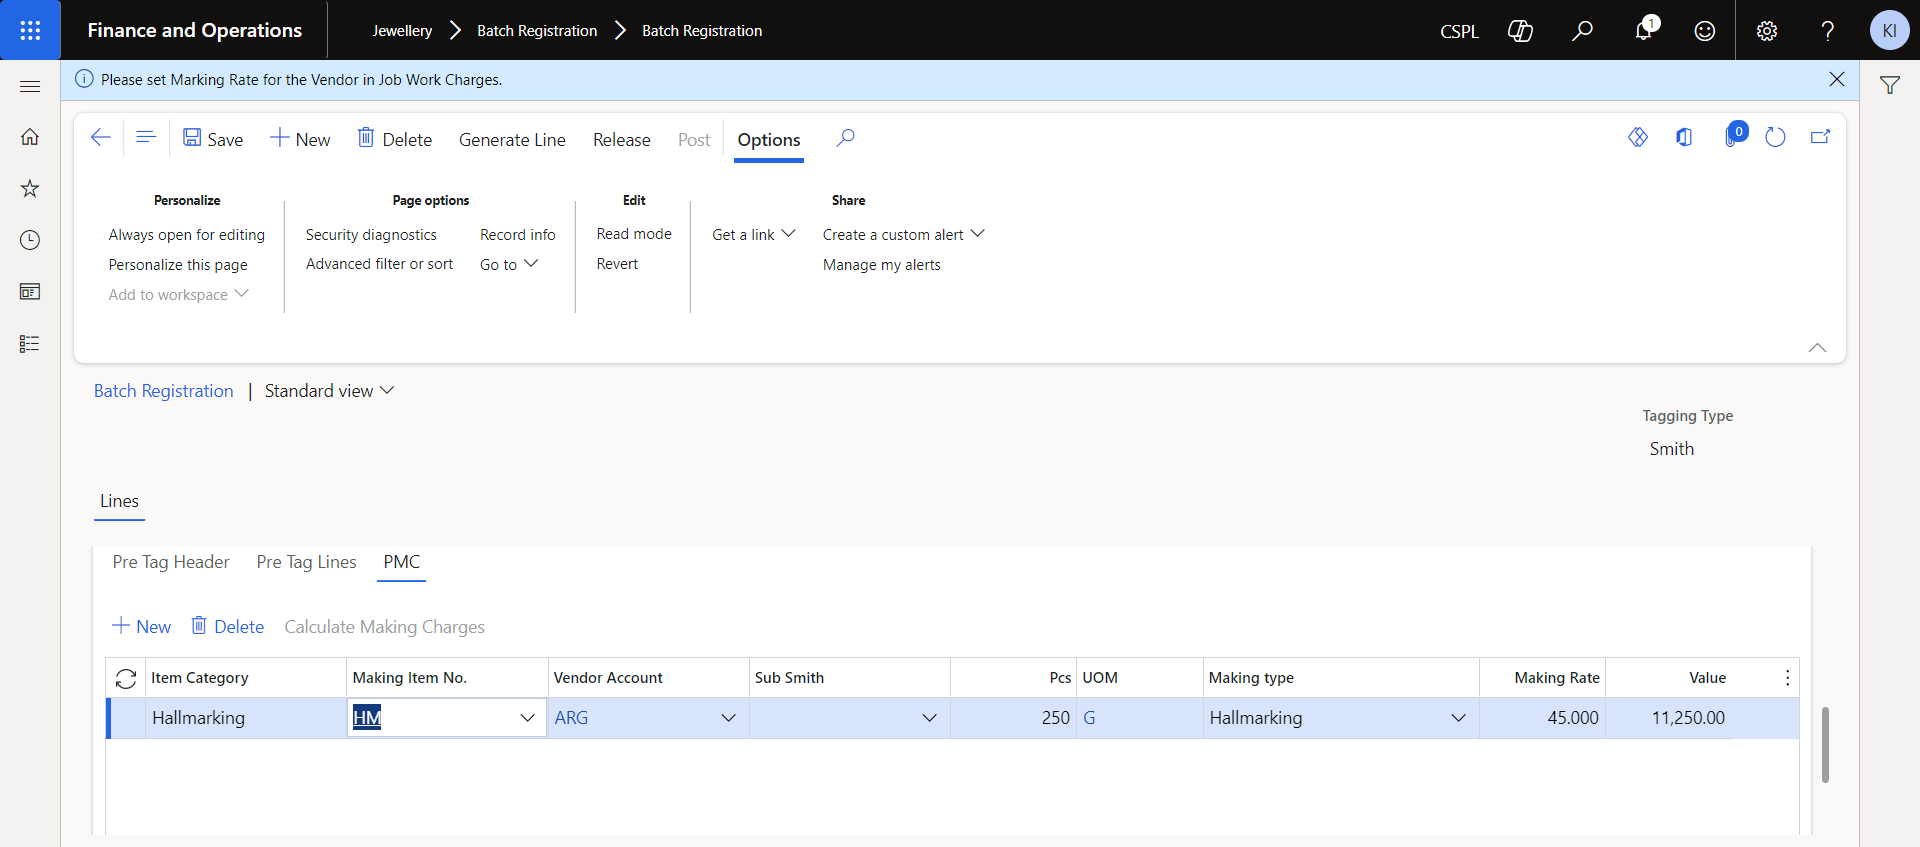 Finance and Operations
Jewellery
Batch Registration
Batch Registration
CSPL
1
?
KI
Please set Marking Rate for the Vendor in Job Work Charges.
Save
New
Delete
Generate Line
Release
Post
Options
0
Personalize
Always open for editing
Personalize this page
Add to workspace
Page options
Security diagnostics
Advanced filter or sort
Record info
Go to
Edit
Read mode
Revert
Share
Get a link
Create a custom alert
Manage my alerts
Batch Registration | Standard view
Tagging Type
Smith
Lines
Pre Tag Header
Pre Tag Lines
PMC
New
Delete
Calculate Making Charges
Item Category
Making Item No.
Vendor Account
Sub Smith
Pcs
UOM
Making type
Making Rate
Value
Hallmarking
HM
ARG
250
G
Hallmarking
45.000
11,250.00